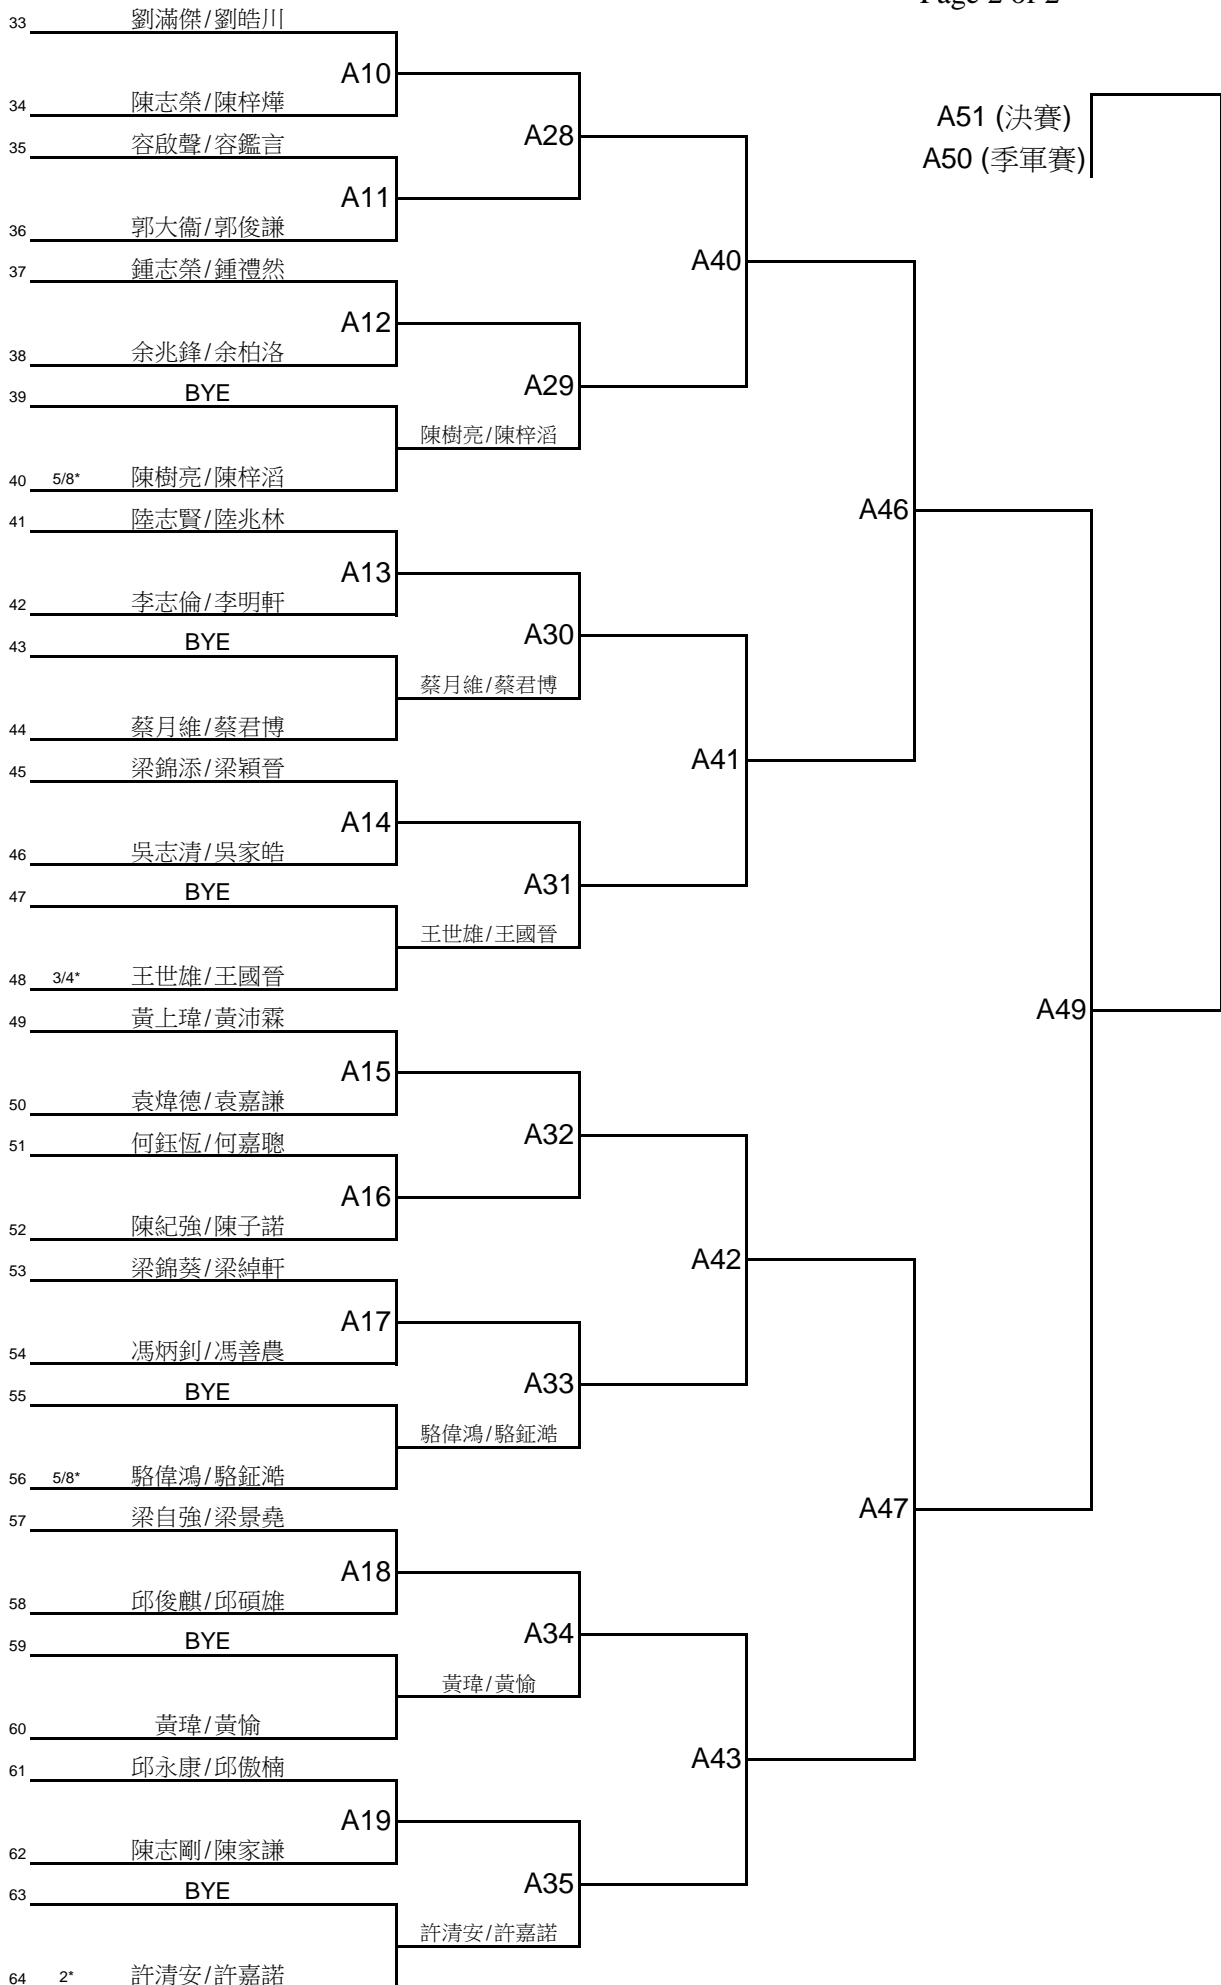 Page 2 of 2
33 劉滿傑/劉皓川
A10
34 陳志榮/陳梓燁
A28
35 容啟聲/容鑑言
A11
36 郭大衞/郭俊謙
A40
37 鍾志榮/鍾禮然
A12
38 余兆鋒/余柏洛
A29
39 BYE
陳樹亮/陳梓滔
40 5/8* 陳樹亮/陳梓滔
A46
41 陸志賢/陸兆林
A13
42 李志倫/李明軒
A30
43 BYE
蔡月維/蔡君博
44 蔡月維/蔡君博
A41
45 梁錦添/梁穎晉
A14
46 吳志清/吳家皓
A31
47 BYE
王世雄/王國晉
48 3/4* 王世雄/王國晉
A49
49 黃上瑋/黃沛霖
A15
50 袁煒德/袁嘉謙
A32
51 何鈺恆/何嘉聰
A16
52 陳紀強/陳子諾
A42
53 梁錦葵/梁綽軒
A17
54 馮炳釗/馮善農
A33
55 BYE
駱偉鴻/駱鉦澔
56 5/8* 駱偉鴻/駱鉦澔
A47
57 梁自強/梁景堯
A18
58 邱俊麒/邱碩雄
A34
59 BYE
黃瑋/黃愉
60 黃瑋/黃愉
A43
61 邱永康/邱傲楠
A19
62 陳志剛/陳家謙
A35
63 BYE
許清安/許嘉諾
64 2* 許清安/許嘉諾
A51 (決賽)
A50 (季軍賽)